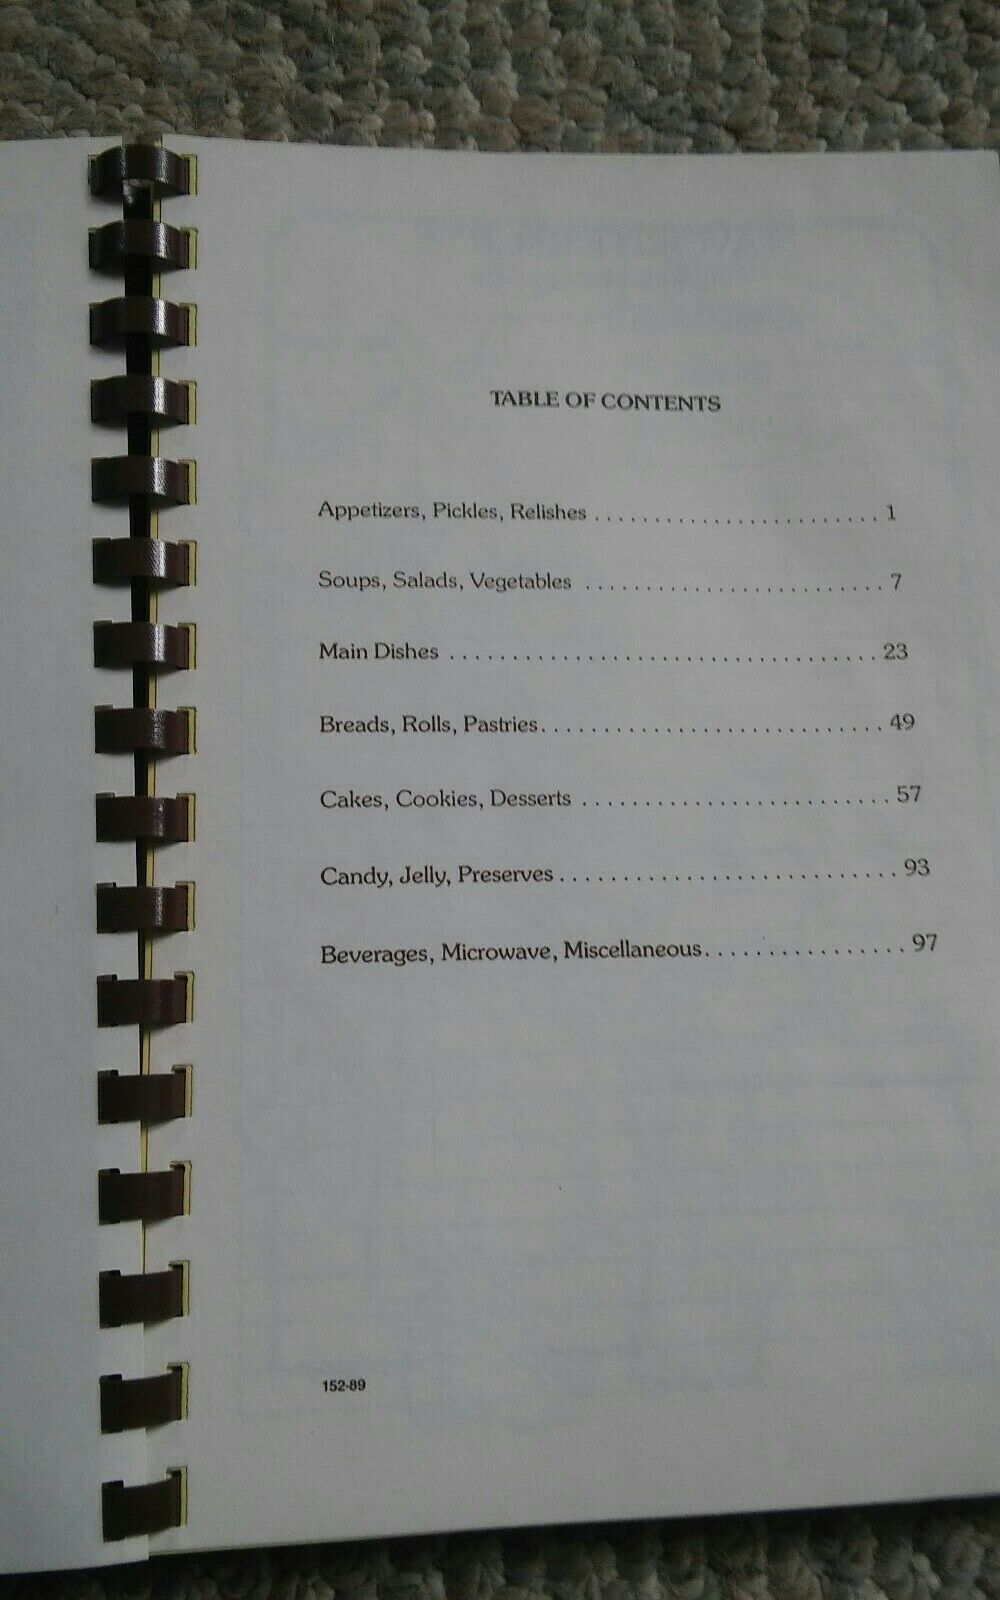 TABLE OF CONTENTS
Appetizers, Pickles, Relishes ........................ 1
Soups, Salads, Vegetables ......................... 7
Main Dishes ................................... 23
Breads, Rolls, Pastries............................ 49
Cakes, Cookies, Desserts ......................... 57
Candy, Jelly, Preserves ............................ 93
Beverages, Microwave, Miscellaneous................ 97
152-89